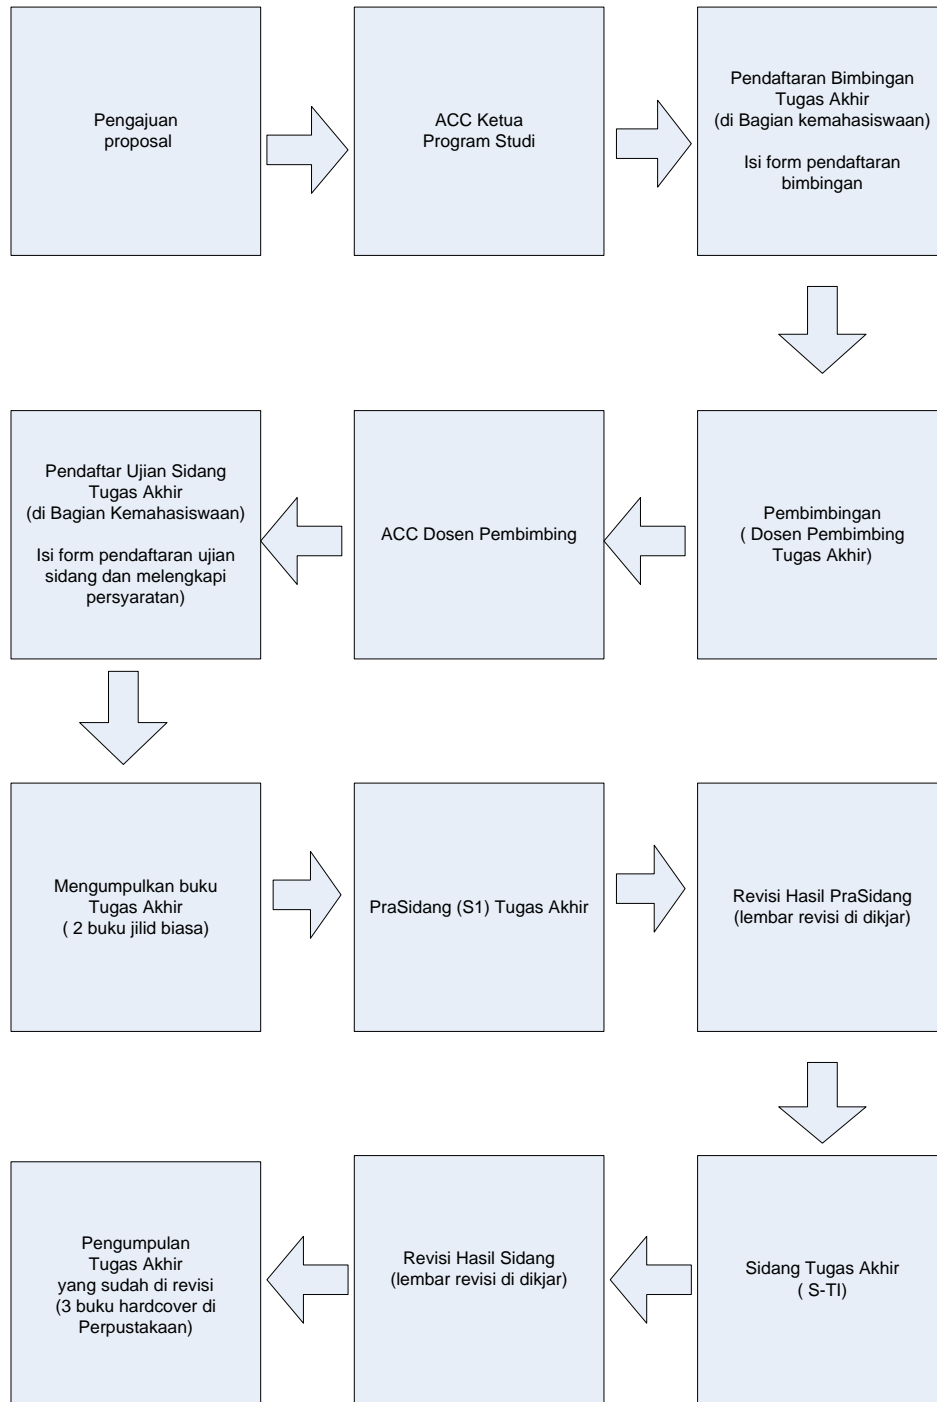 Pengajuan
proposal
ACC Ketua
Program Studi
Pendaftaran Bimbingan
Tugas Akhir
(di Bagian kemahasiswaan)
Isi form pendaftaran
bimbingan
Pembimbingan
( Dosen Pembimbing
Tugas Akhir)
ACC Dosen Pembimbing
Pendaftar Ujian Sidang
Tugas Akhir
(di Bagian Kemahasiswaan)
Isi form pendaftaran ujian
sidang dan melengkapi
persyaratan)
Mengumpulkan buku
Tugas Akhir
( 2 buku jilid biasa)
PraSidang (S1) Tugas Akhir
Revisi Hasil PraSidang
(lembar revisi di dikjar)
Sidang Tugas Akhir
( S-TI)
Revisi Hasil Sidang
(lembar revisi di dikjar)
Pengumpulan
Tugas Akhir
yang sudah di revisi
(3 buku hardcover di
Perpustakaan)